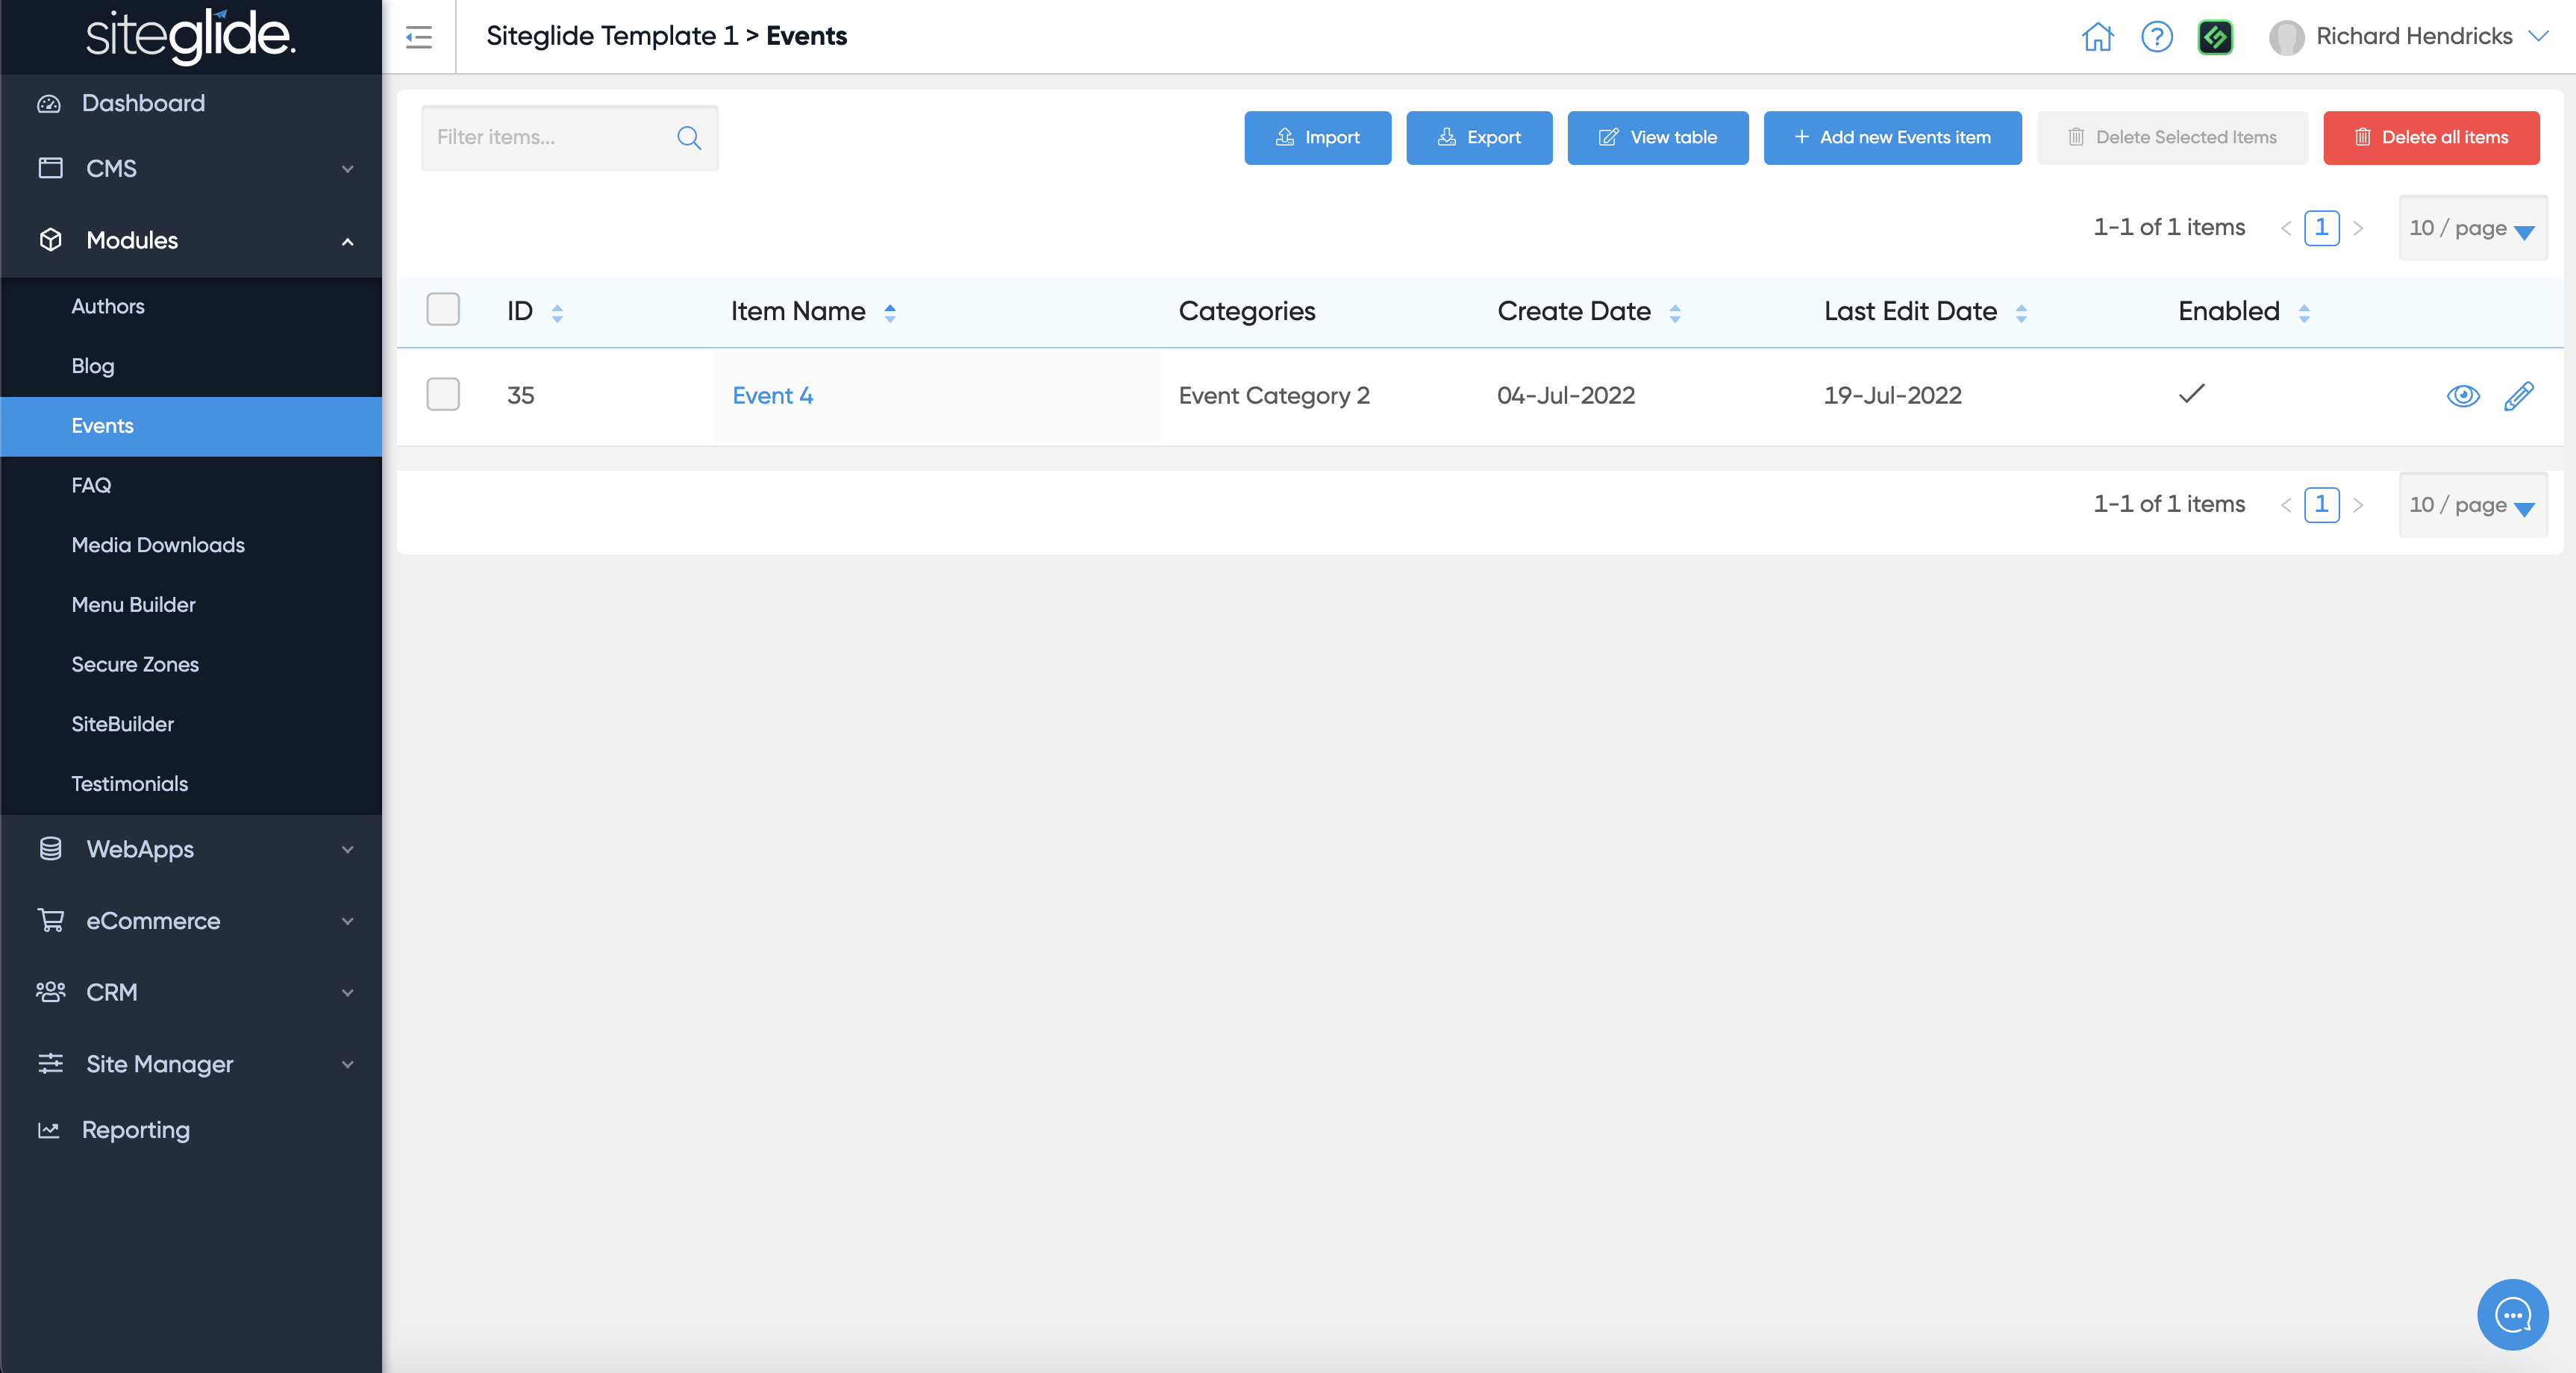 siteglide.
Siteglide Template 1 > Events
Richard Hendricks
Dashboard
CMS
Modules
Authors
Blog
Events
FAQ
Media Downloads
Menu Builder
Secure Zones
SiteBuilder
Testimonials
WebApps
eCommerce
CRM
Site Manager
Reporting
Filter items...
Import
Export
View table
+ Add new Events item
Delete Selected Items
Delete all items
1-1 of 1 items < 1 > 10 / page
ID Item Name Categories Create Date Last Edit Date Enabled
35 Event 4 Event Category 2 04-Jul-2022 19-Jul-2022
1-1 of 1 items < 1 > 10 / page